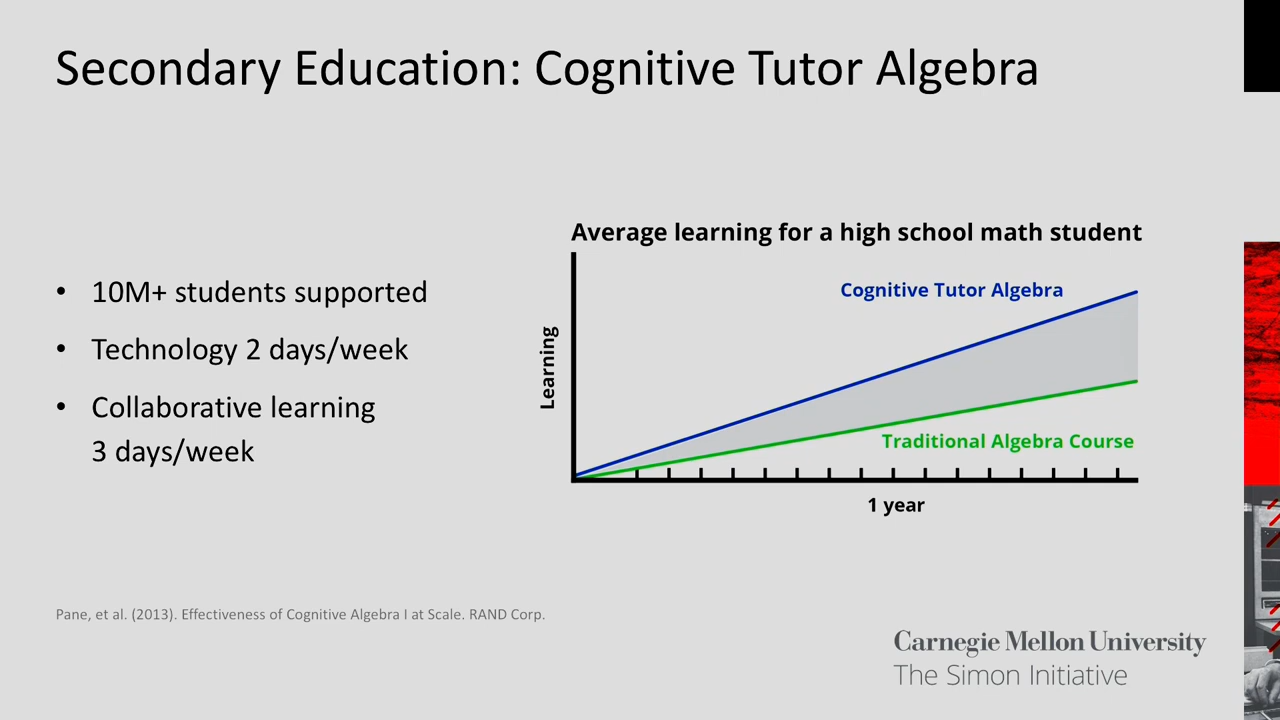 Secondary Education: Cognitive Tutor Algebra
• 10M+ students supported
• Technology 2 days/week
• Collaborative learning
3 days/week
Average learning for a high school math student
Cognitive Tutor Algebra
Learning
Traditional Algebra Course
1 year
Pane, et al. (2013). Effectiveness of Cognitive Algebra I at Scale. RAND Corp.
Carnegie Mellon University
The Simon Initiative